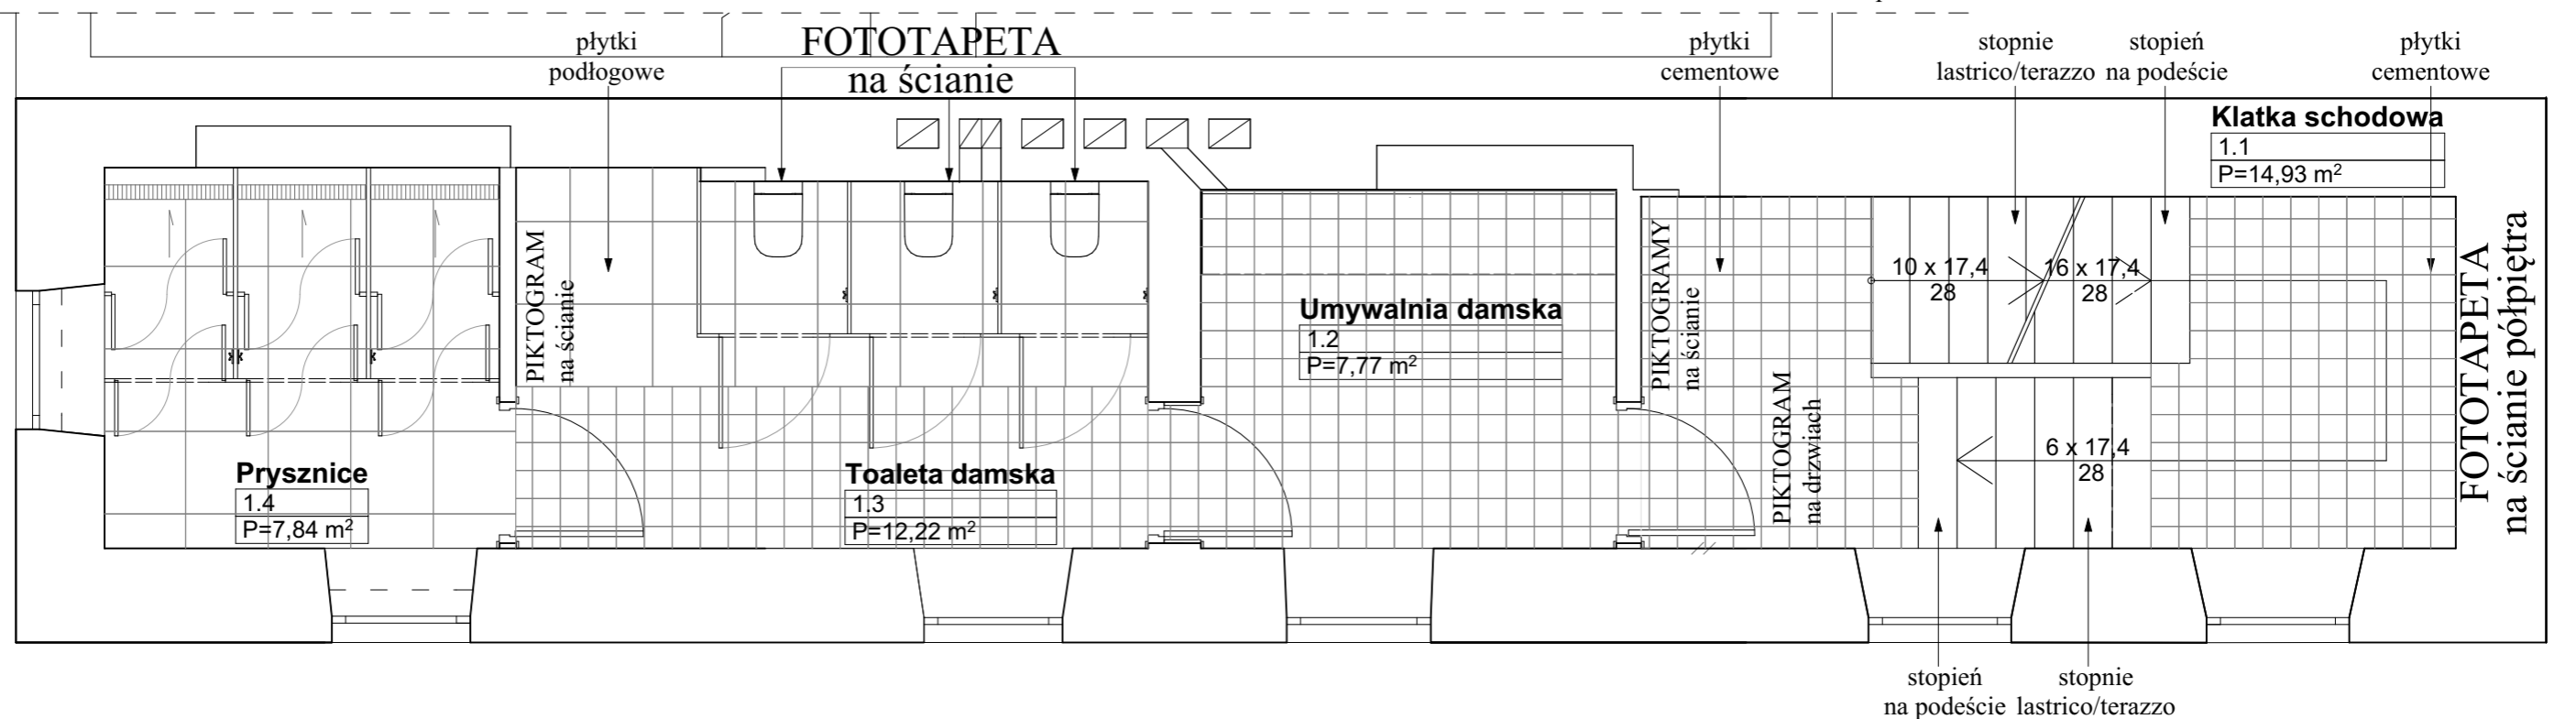 płytki
podłogowe
FOTOTAPETA
na ścianie
płytki
cementowe
stopnie
lastrico/terazzo
stopień
na podeście
płytki
cementowe
Klatka schodowa
1.1
P=14,93 m²
PIKTOGRAM
na ścianie
PIKTOGRAMY
na ścianie
10 x 17,4
28
16 x 17,4
28
Umywalnia damska
1.2
P=7,77 m²
PIKTOGRAM
na drzwiach
6 x 17,4
28
FOTOTAPETA
na ścianie półpiętra
Prysznice
1.4
P=7,84 m²
Toaleta damska
1.3
P=12,22 m²
stopień
na podeście
stopnie
lastrico/terazzo